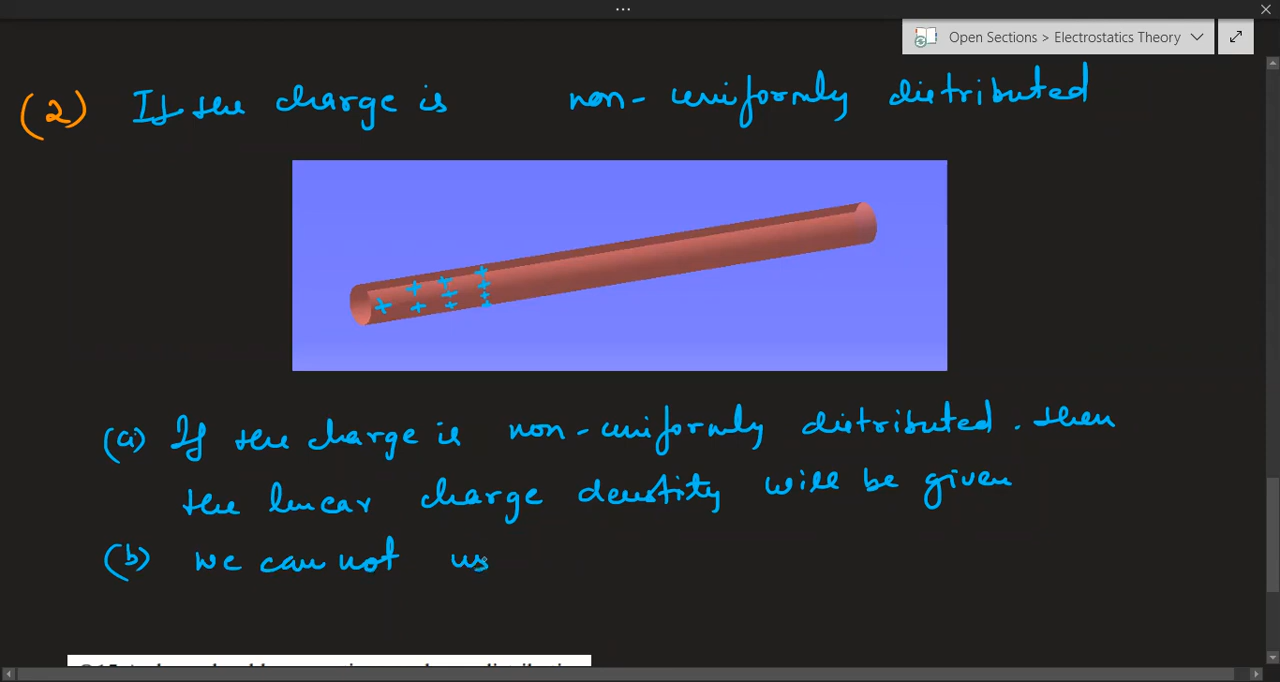 ...
Open Sections > Electrostatics Theory
(2) If the charge is non-uniformly distributed
(a) If the charge is non-uniformly distributed. then
the linear charge denstity will be given
(b) we can not us